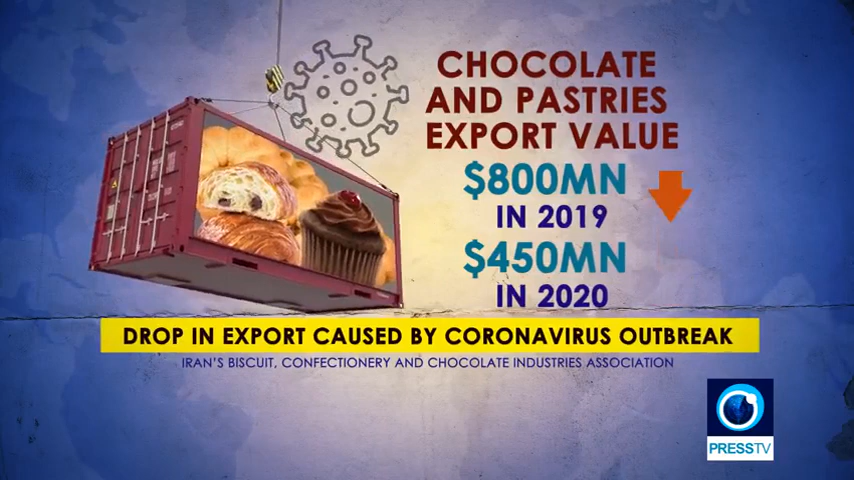 CHOCOLATE
AND PASTRIES
EXPORT VALUE
$800MN
IN 2019
$450MN
IN 2020
DROP IN EXPORT CAUSED BY CORONAVIRUS OUTBREAK
IRAN'S BISCUIT, CONFECTIONERY AND CHOCOLATE INDUSTRIES ASSOCIATION
PRESSTV